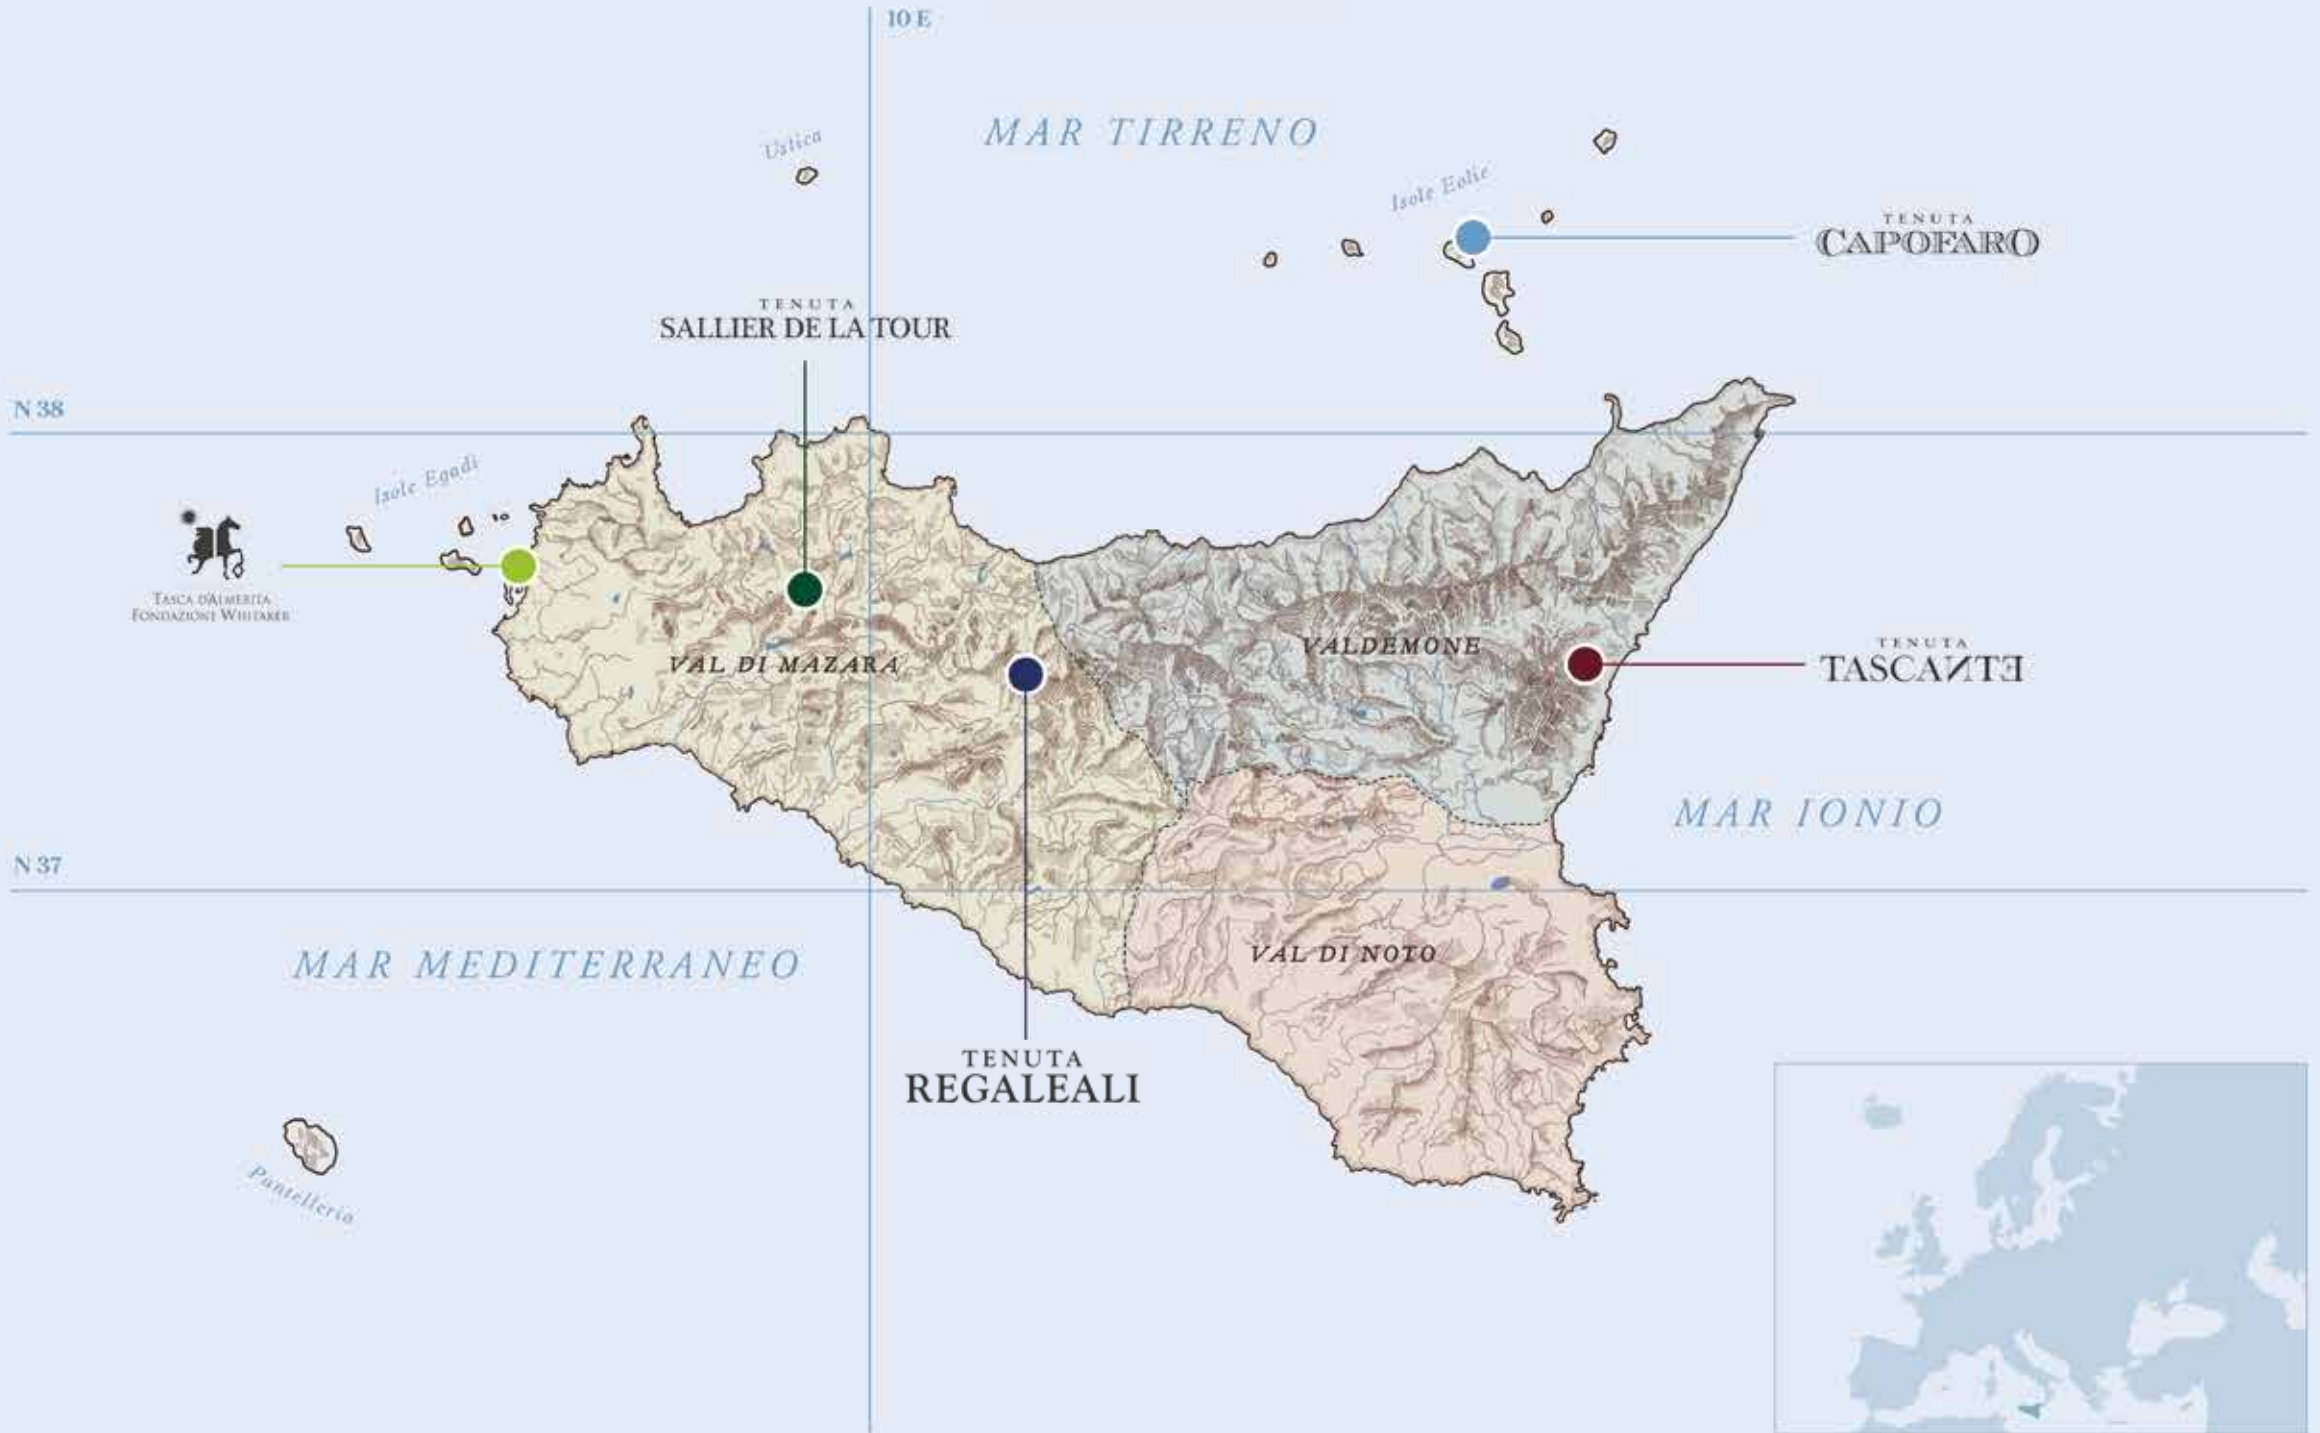 10 E
MAR TIRRENO
Ustica
Isole Eolie
TENUTA
CAPOFARO
TENUTA
SALLIER DE LA TOUR
N 38
Isole Egadi
TASCA D'ALMERITA
FONDAZIONE WHITAKER
VAL DI MAZARA
VALDEMONE
TENUTA
TASCAИTƎ
MAR IONIO
N 37
VAL DI NOTO
MAR MEDITERRANEO
TENUTA
REGALEALI
Pantelleria